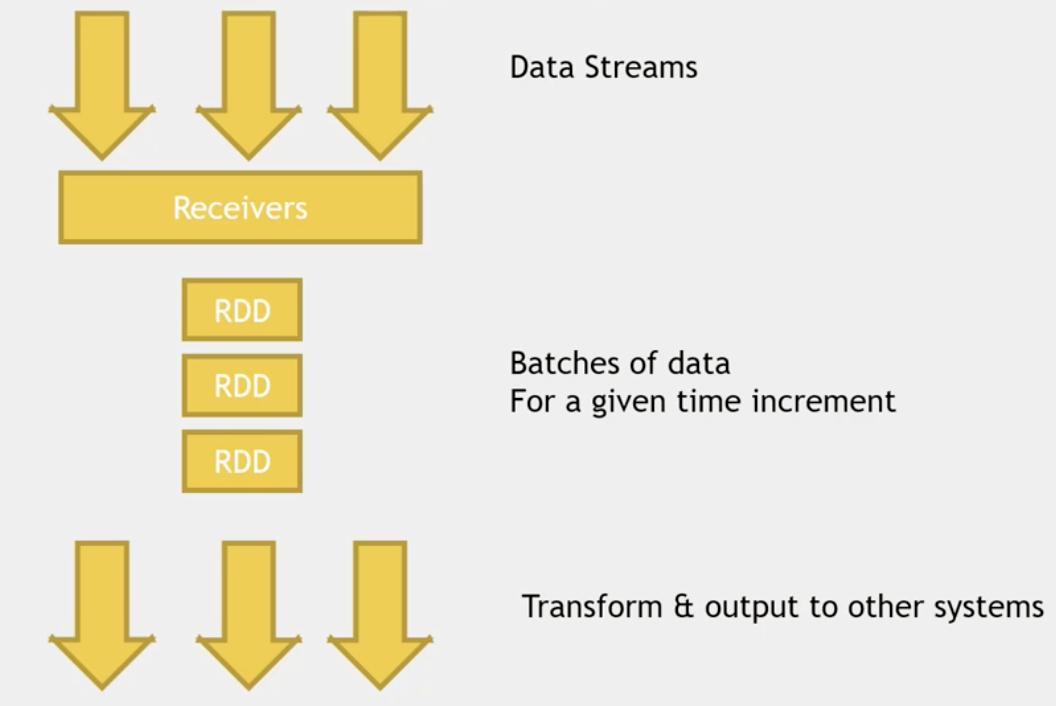 Data Streams
Receivers
RDD
RDD
RDD
Batches of data
For a given time increment
Transform & output to other systems